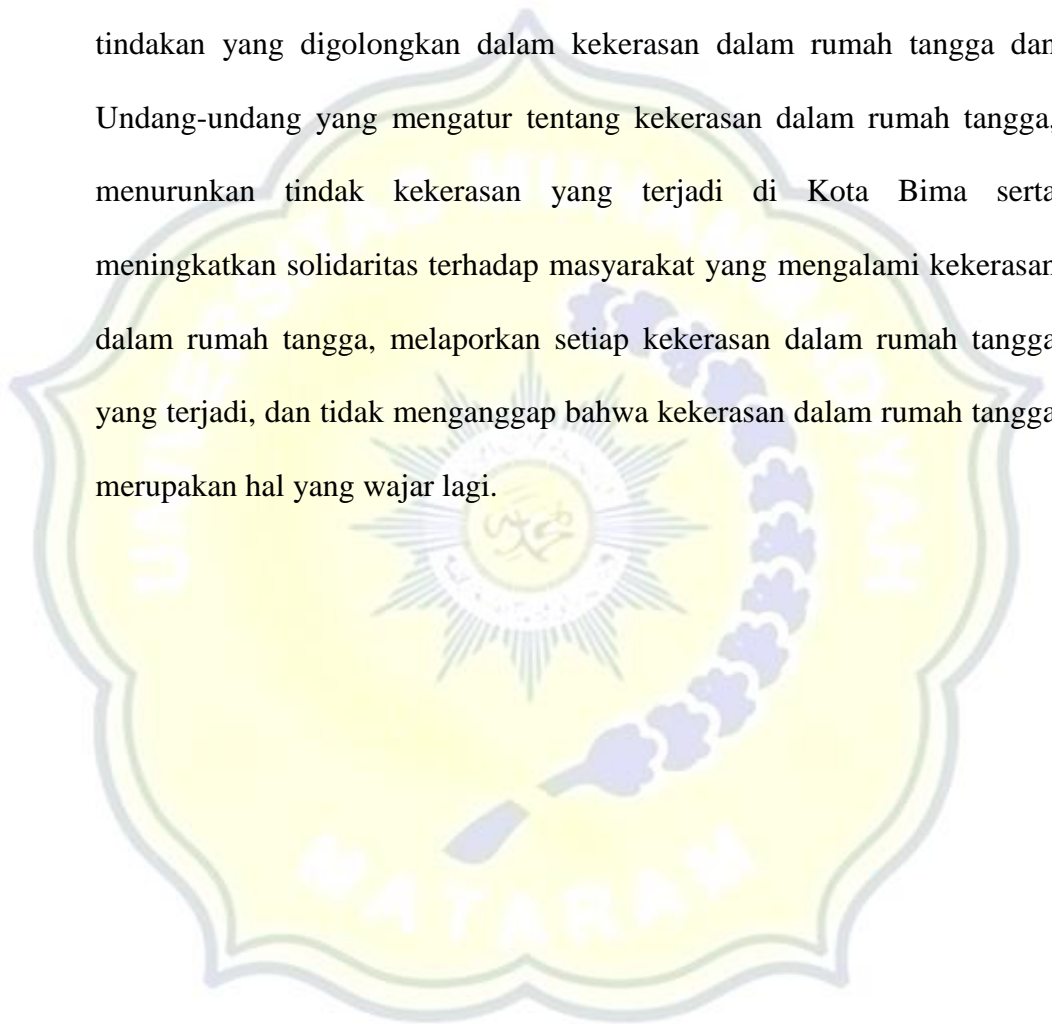 tindakan yang digolongkan dalam kekerasan dalam rumah tangga dan
Undang-undang yang mengatur tentang kekerasan dalam rumah tangga,
menurunkan tindak kekerasan yang terjadi di Kota Bima serta
meningkatkan solidaritas terhadap masyarakat yang mengalami kekerasan
dalam rumah tangga, melaporkan setiap kekerasan dalam rumah tangga
yang terjadi, dan tidak menganggap bahwa kekerasan dalam rumah tangga
merupakan hal yang wajar lagi.
UNIVERSITAS MUHAMMADIYAH
MATARAM